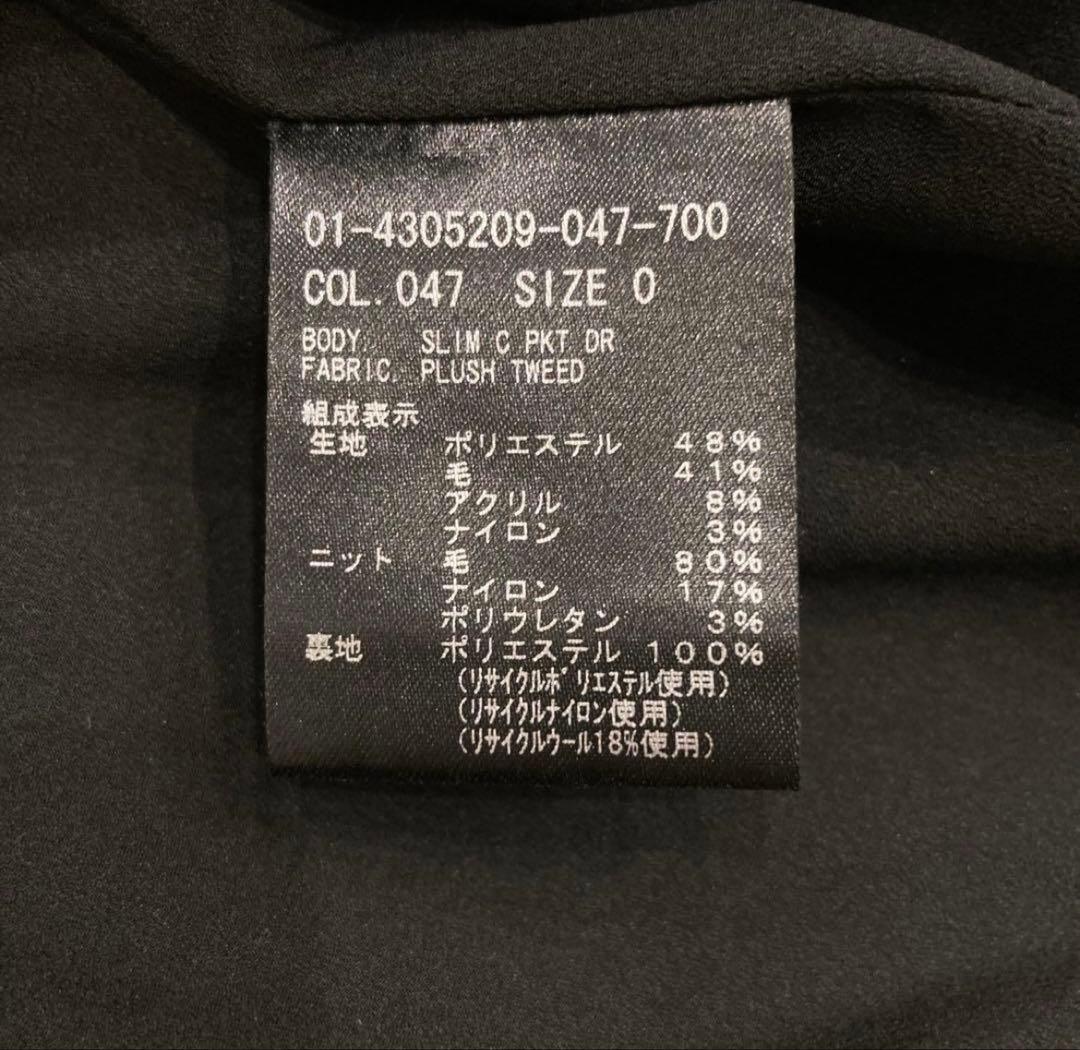 01-4305209-047-700
COL. 047 SIZE 0
BODY. SLIM C PKT DR
FABRIC. PLUSH TWEED
組成表示
生地 ポリエステル 48%
毛 41%
アクリル 8%
ナイロン 3%
ニット 毛 80%
ナイロン 17%
ポリウレタン 3%
裏地 ポリエステル 100%
(リサイクルポリエステル使用)
(リサイクルナイロン使用)
(リサイクルウール18%使用)